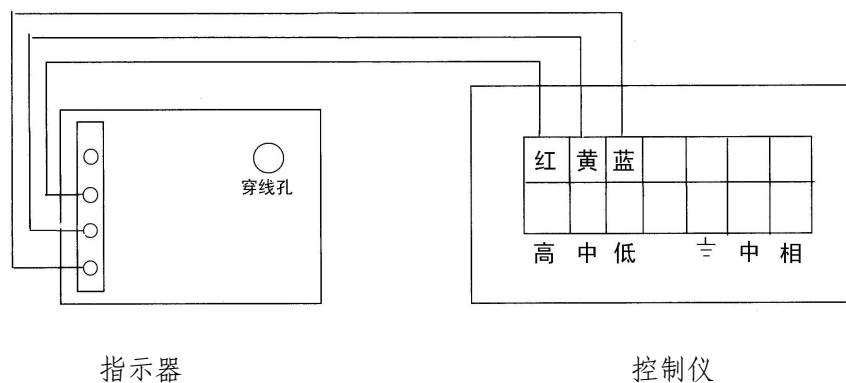 红 黄 蓝
穿线孔
高 中 低 中 相
指示器 控制仪